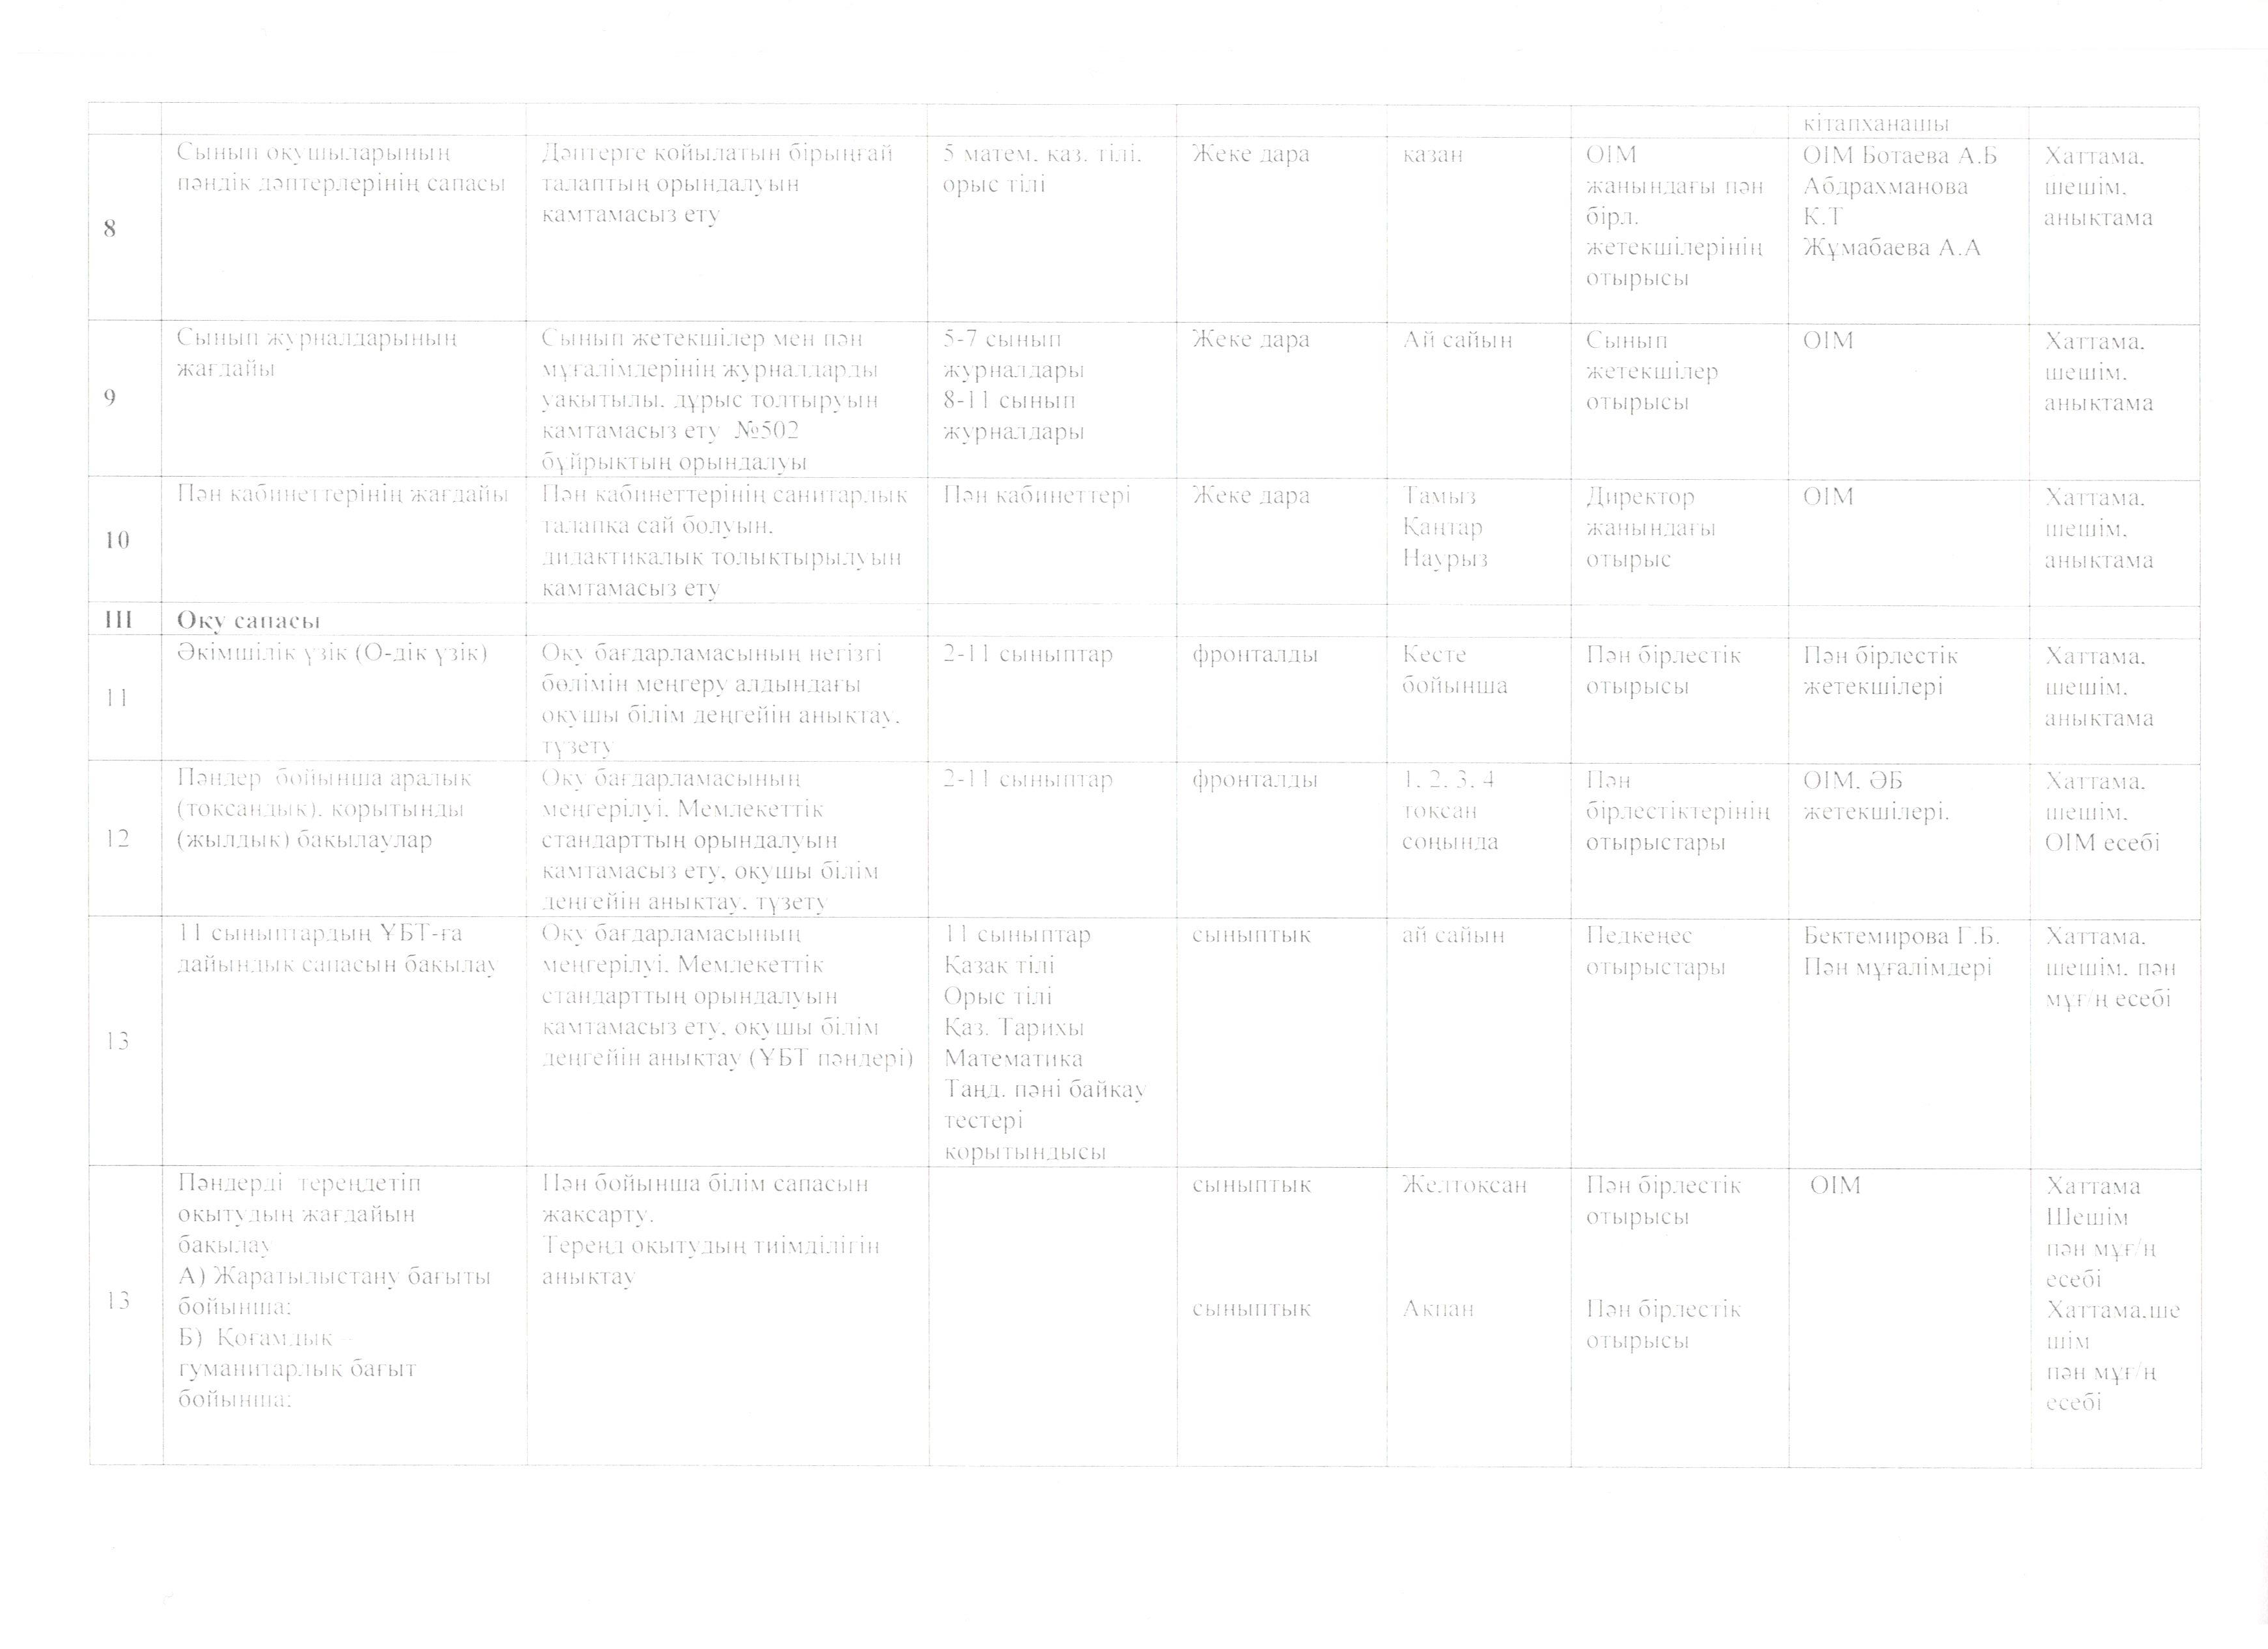 кітапханашы
8
Сынып оқушыларының
пәндік дәптерлерінің сапасы
Дәптерге қойылатын бірыңғай
талаптың орындалуын
қамтамасыз ету
5 матем. қаз. тілі.
орыс тілі
Жеке дара
қазан
ОІМ
жанындағы пән
бірл.
жетекшілерінің
отырысы
ОІМ Ботаева А.Б
Абдрахманова
К.Т
Жұмабаева А.А
Хаттама.
шешім.
анықтама
9
Сынып журналдарының
жағдайы
Сынып жетекшілер мен пән
мұғалімдерінің журналдарды
уақытылы. дұрыс толтыруын
қамтамасыз ету №502
бұйрықтың орындалуы
5-7 сынып
журналдары
8-11 сынып
журналдары
Жеке дара
Ай сайын
Сынып
жетекшілер
отырысы
ОІМ
Хаттама.
шешім.
анықтама
10
Пән кабинеттерінің жағдайы
Пән кабинеттерінің санитарлық
талапқа сай болуын.
дидактикалық толықтырылуын
қамтамасыз ету
Пән кабинеттері
Жеке дара
Тамыз
Қаңтар
Наурыз
Директор
жанындағы
отырыс
ОІМ
Хаттама.
шешім.
анықтама
ІІІ
Оқу сапасы
11
Әкімшілік үзік (О-дік үзік)
Оқу бағдарламасының негізгі
бөлімін меңгеру алдындағы
оқушы білім деңгейін анықтау.
түзету
2-11 сыныптар
фронталды
Кесте
бойынша
Пән бірлестік
отырысы
Пән бірлестік
жетекшілері
Хаттама.
шешім.
анықтама
12
Пәндер бойынша аралық
(тоқсандық). қорытынды
(жылдық) бақылаулар
Оқу бағдарламасының
меңгерілуі. Мемлекеттік
стандарттың орындалуын
қамтамасыз ету. оқушы білім
деңгейін анықтау. түзету
2-11 сыныптар
фронталды
1. 2. 3. 4
тоқсан
соңында
Пән
бірлестіктерінің
отырыстары
ОІМ. ӘБ
жетекшілері.
Хаттама.
шешім.
ОІМ есебі
13
11 сыныптардың ҰБТ-ға
дайындық сапасын бақылау
Оқу бағдарламасының
меңгерілуі. Мемлекеттік
стандарттың орындалуын
қамтамасыз ету. оқушы білім
деңгейін анықтау (ҰБТ пәндері)
11 сыныптар
Қазақ тілі
Орыс тілі
Қаз. Тарихы
Математика
Таңд. пәні байқау
тестері
қорытындысы
сыныптық
ай сайын
Педкеңес
отырыстары
Бектемирова Г.Б.
Пән мұғалімдері
Хаттама.
шешім. пән
мұғ/ң есебі
13
Пәндерді тереңдетіп
оқытудың жағдайын
бақылау
А) Жаратылыстану бағыты
бойынша:
Б) Қоғамдық –
гуманитарлық бағыт
бойынша:
Пән бойынша білім сапасын
жақсарту.
Тереңд оқытудың тиімділігін
анықтау
сыныптық
сыныптық
Желтоқсан
Ақпан
Пән бірлестік
отырысы
Пән бірлестік
отырысы
ОІМ
Хаттама
Шешім
пән мұғ/ң
есебі
Хаттама.ше
шім
пән мұғ/ң
есебі